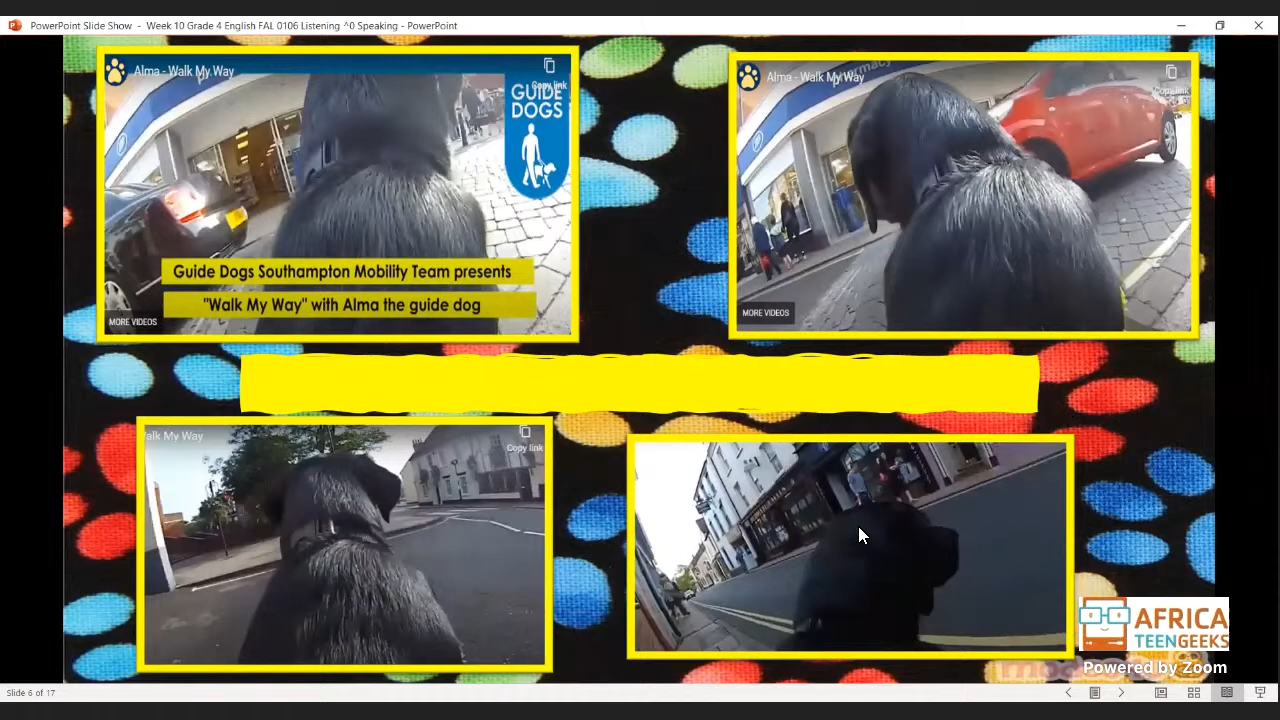 PowerPoint Slide Show - Week 10 Grade 4 English FAL 0106 Listening ^0 Speaking - PowerPoint
Alma - Walk My Way
Copy link
GUIDE
DOGS
Guide Dogs Southampton Mobility Team presents
"Walk My Way" with Alma the guide dog
MORE VIDEOS
Alma - Walk My Way
Copy link
MORE VIDEOS
alk My Way
Copy link
AFRICA
TEENGEEKS
Powered by Zoom
Slide 6 of 17